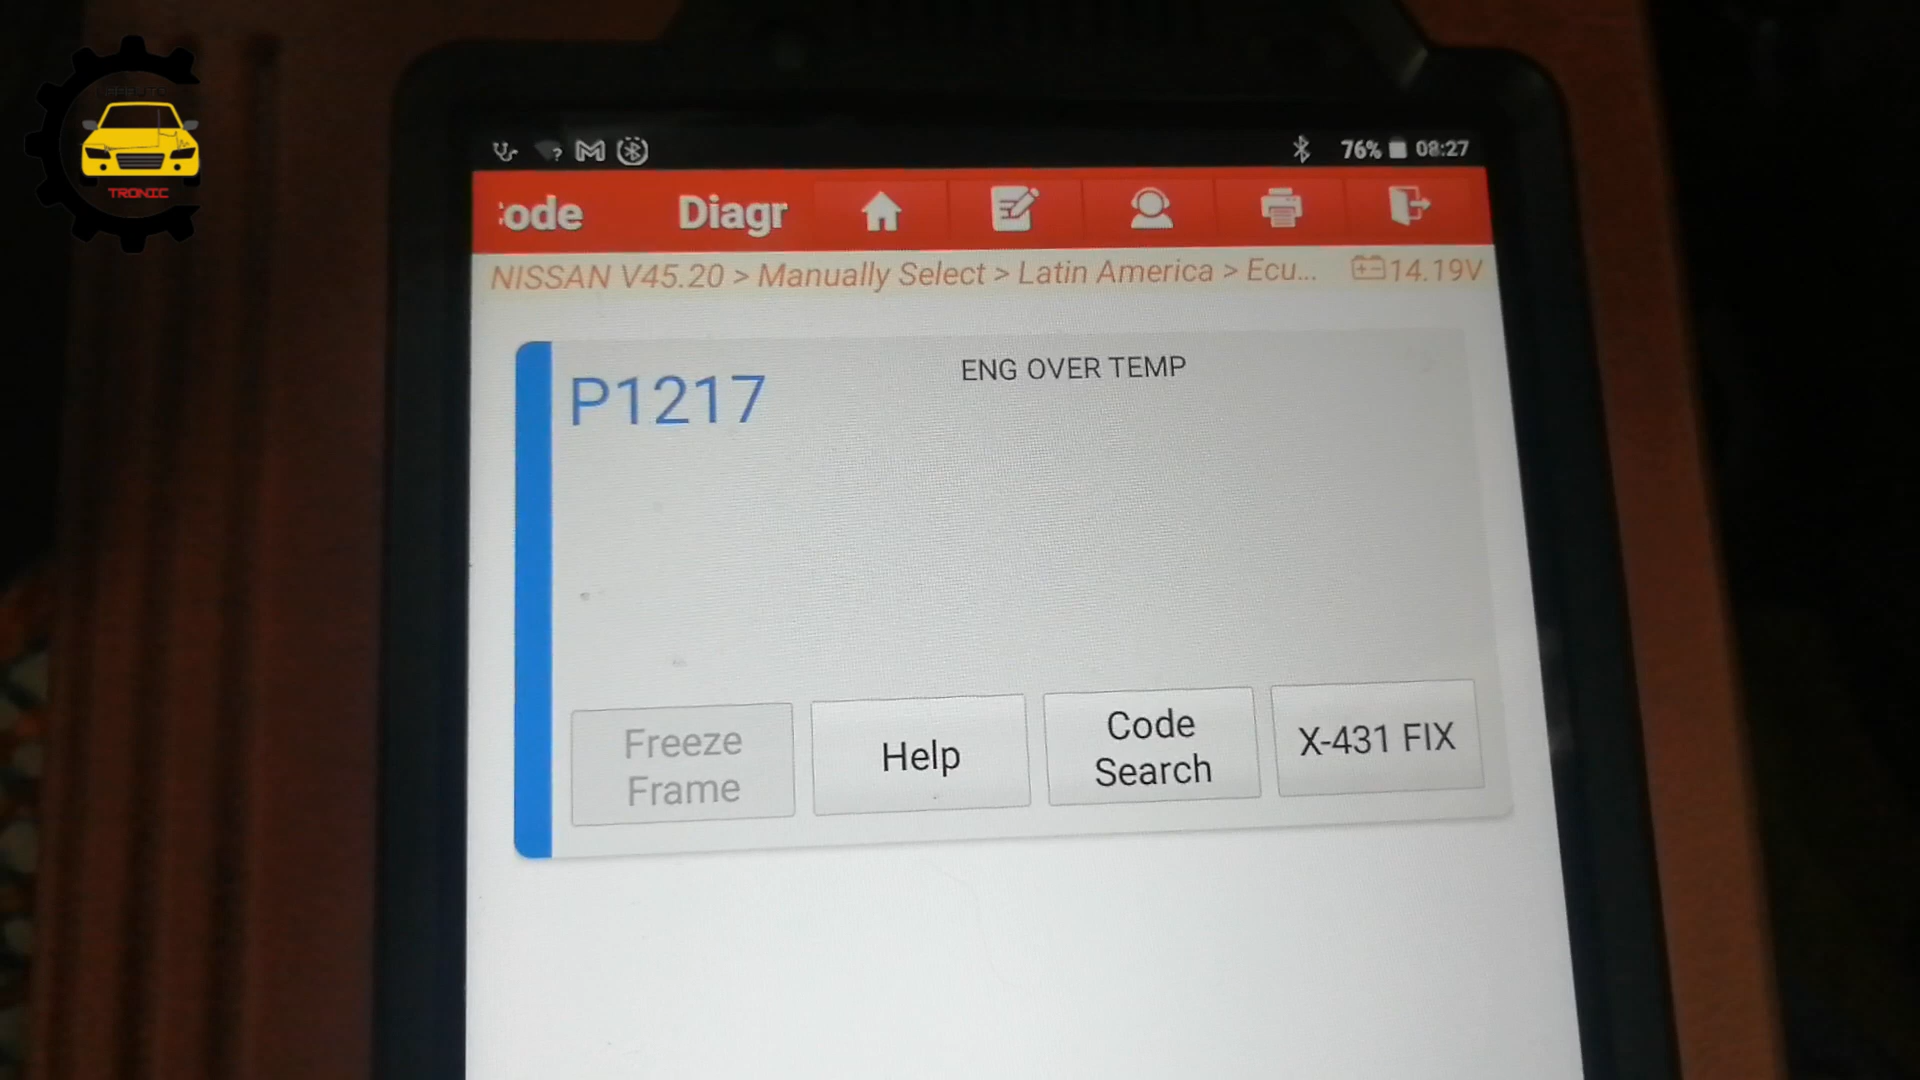 TRONIC
? 76% 08:27
:ode Diagr
NISSAN V45.20 > Manually Select > Latin America > Ecu... 14.19V
P1217 ENG OVER TEMP
Freeze
Frame
Help
Code
Search
X-431 FIX